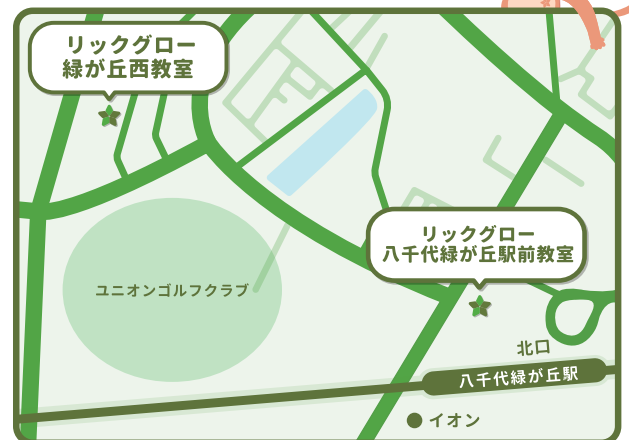 リックグロー
緑が丘西教室
リックグロー
八千代緑が丘駅前教室
ユニオンゴルフクラブ
北口
八千代緑が丘駅
イオン